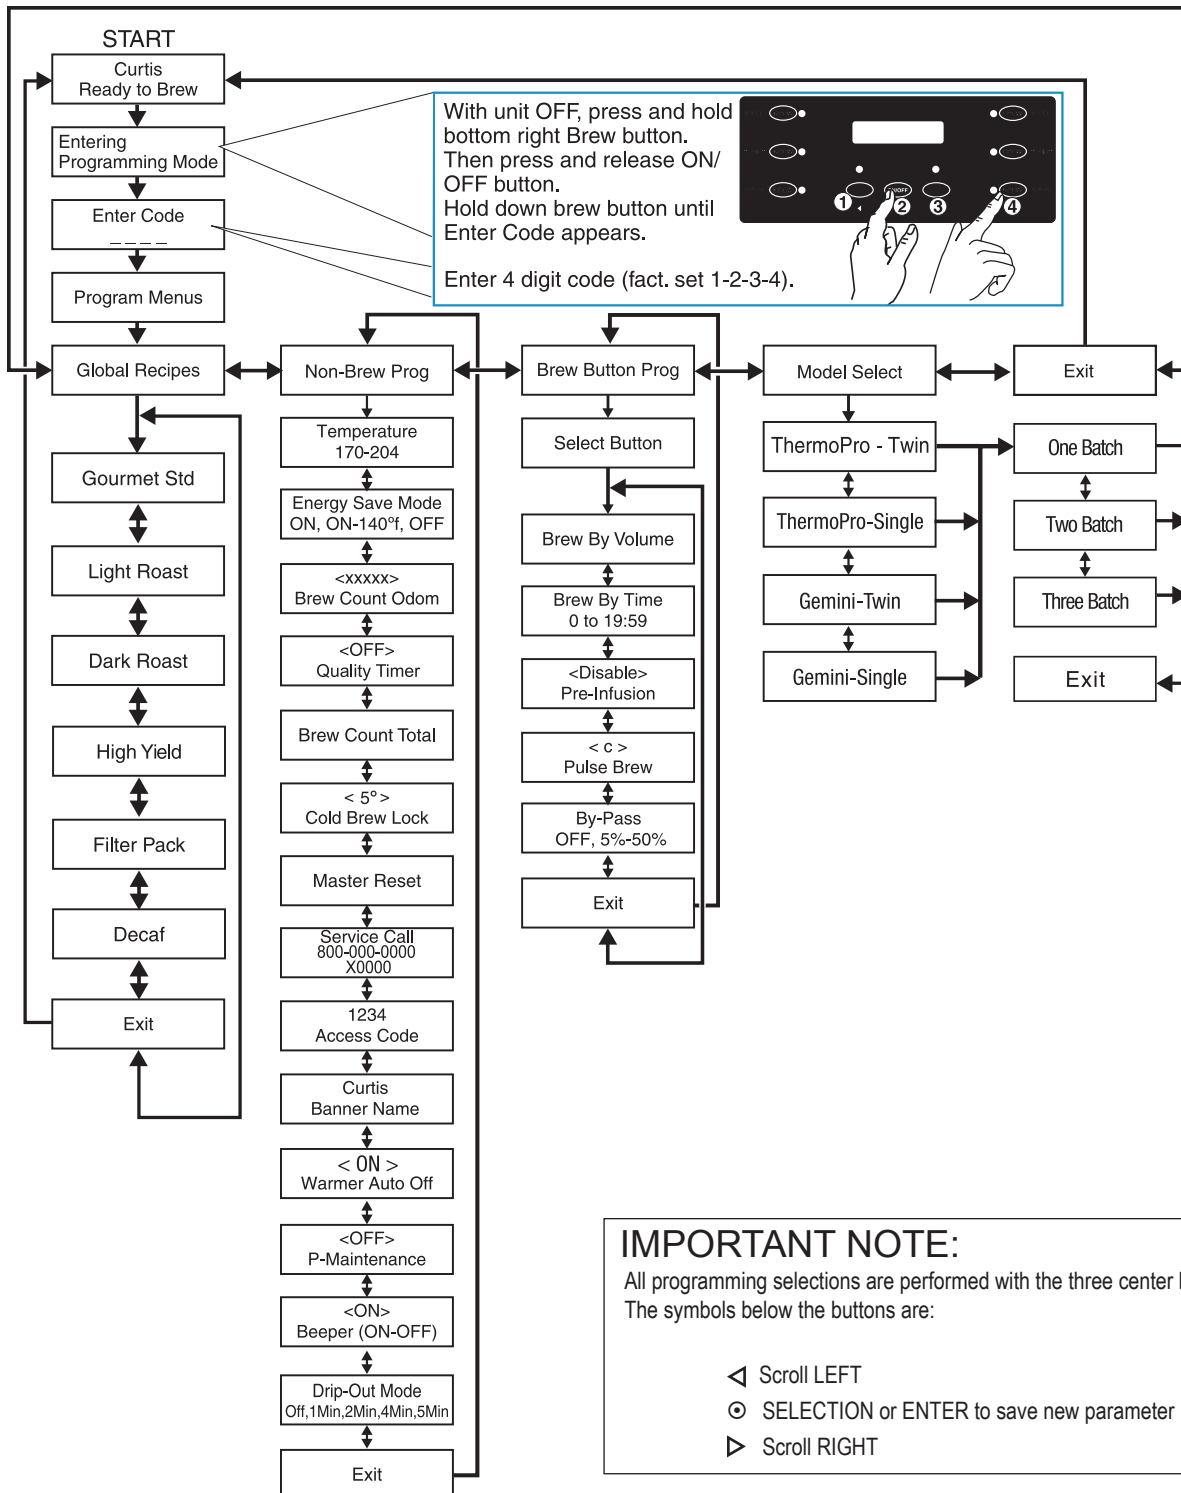 START
Curtis
Ready to Brew
Entering
Programming Mode
Enter Code
_ _ _ _
Program Menus
With unit OFF, press and hold
bottom right Brew button.
Then press and release ON/
OFF button.
Hold down brew button until
Enter Code appears.
Enter 4 digit code (fact. set 1-2-3-4).
ON/OFF
1
2
3
4
Global Recipes
Gourmet Std
Light Roast
Dark Roast
High Yield
Filter Pack
Decaf
Exit
Non-Brew Prog
Temperature
170-204
Energy Save Mode
ON, ON-140°f, OFF
<xxxxx>
Brew Count Odom
<OFF>
Quality Timer
Brew Count Total
< 5° >
Cold Brew Lock
Master Reset
Service Call
800-000-0000
X0000
1234
Access Code
Curtis
Banner Name
< ON >
Warmer Auto Off
<OFF>
P-Maintenance
<ON>
Beeper (ON-OFF)
Drip-Out Mode
Off,1Min,2Min,4Min,5Min
Exit
Brew Button Prog
Select Button
Brew By Volume
Brew By Time
0 to 19:59
<Disable>
Pre-Infusion
< c >
Pulse Brew
By-Pass
OFF, 5%-50%
Exit
Model Select
ThermoPro - Twin
ThermoPro-Single
Gemini-Twin
Gemini-Single
Exit
One Batch
Two Batch
Three Batch
Exit
IMPORTANT NOTE:
All programming selections are performed with the three center
The symbols below the buttons are:
Scroll LEFT
SELECTION or ENTER to save new parameter
Scroll RIGHT